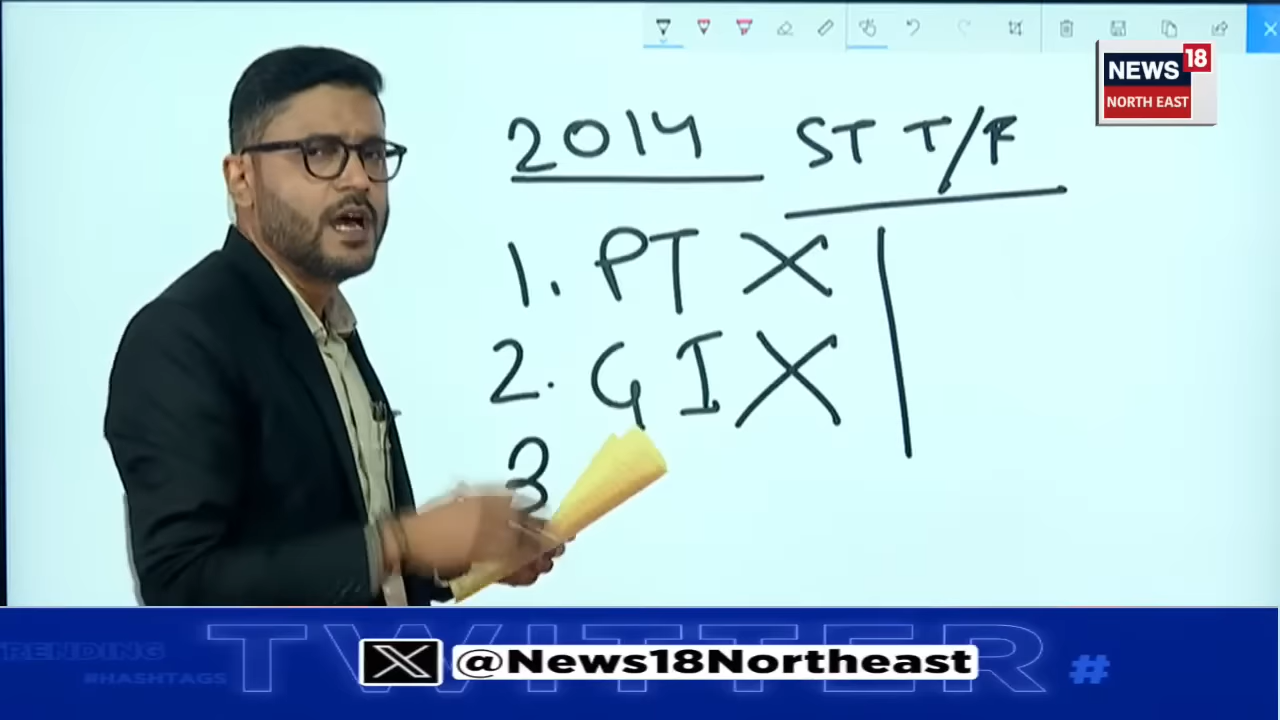 NEWS 18
NORTH EAST
2014 ST T/F
1. PT X
2. GI X
3
TRENDING
TWITTER
#HASHTAGS
X @News18Northeast
#